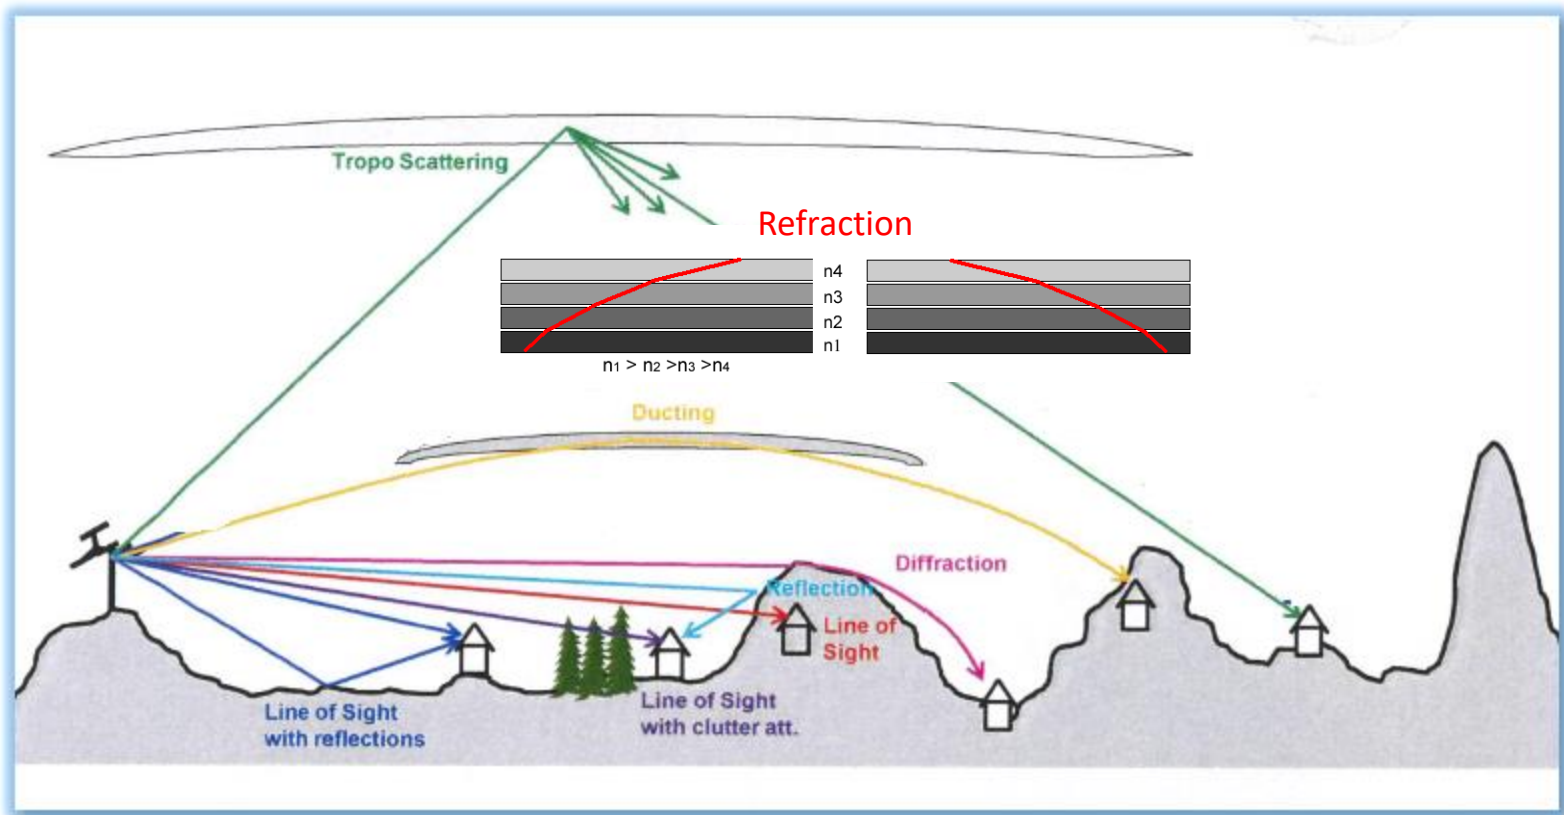 Tropo Scattering
Refraction
n4
n3
n2
n1
n1 > n2 >n3 >n4
Ducting
Diffraction
Reflection
Line of
Sight
Line of Sight
with clutter att.
Line of Sight
with reflections